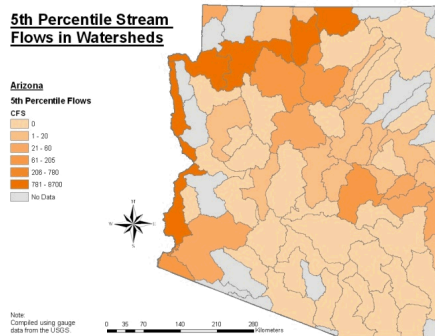 5th Percentile Stream
Flows in Watersheds
Arizona
5th Percentile Flows
CFS
0
1 - 20
21 - 60
61 - 205
206 - 780
781 - 8700
No Data
Note:
Compiled using gauge
data from the USGS.
0 35 70 140 210 280
Kilometers